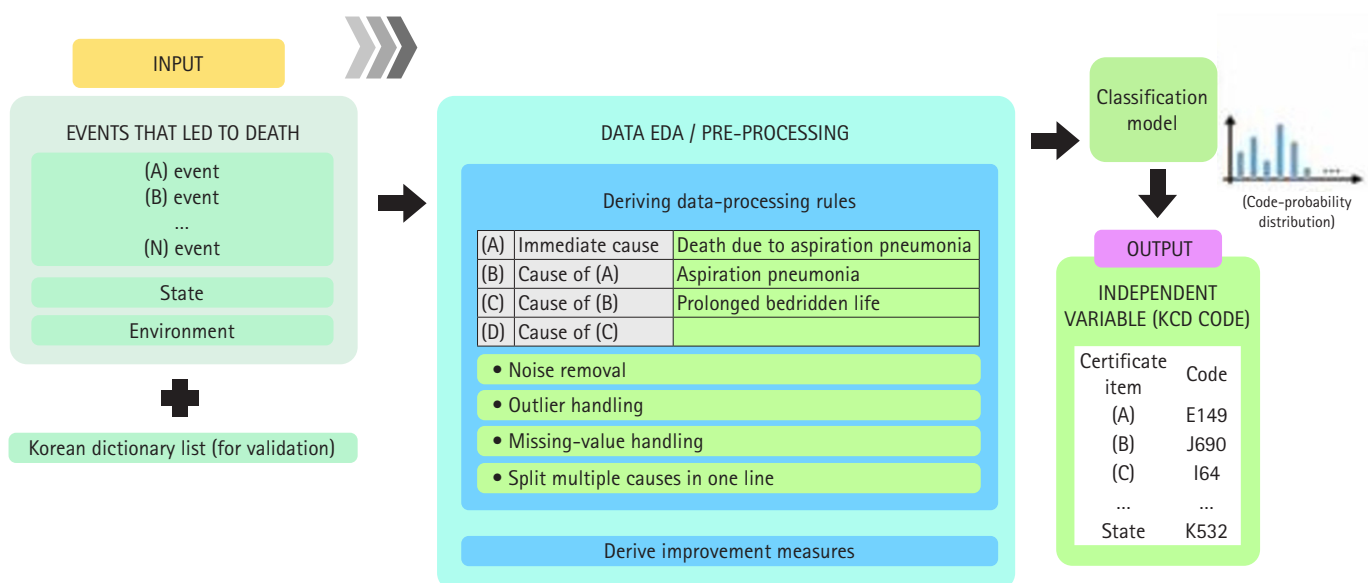 INPUT
EVENTS THAT LED TO DEATH
(A) event
(B) event
...
(N) event
State
Environment
Korean dictionary list (for validation)
DATA EDA / PRE-PROCESSING
Deriving data-processing rules
(A) Immediate cause Death due to aspiration pneumonia
(B) Cause of (A) Aspiration pneumonia
(C) Cause of (B) Prolonged bedridden life
(D) Cause of (C)
• Noise removal
• Outlier handling
• Missing-value handling
• Split multiple causes in one line
Derive improvement measures
Classification
model
...
(Code-probability
distribution)
OUTPUT
INDEPENDENT
VARIABLE (KCD CODE)
Certificate
item Code
(A) E149
(B) J690
(C) I64
... ...
State K532